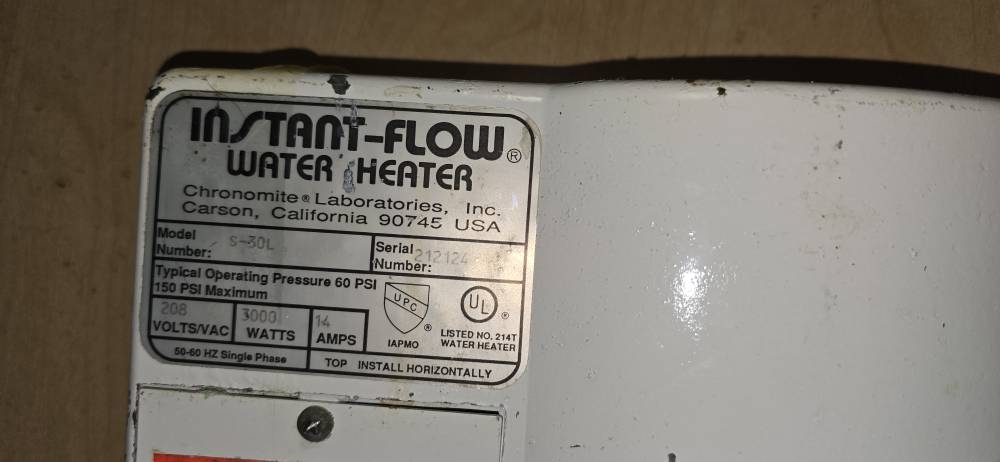 INSTANT-FLOW®
WATER HEATER
Chronomite® Laboratories, Inc.
Carson, California 90745 USA
Model Number: S-30L
Serial Number: 212124
Typical Operating Pressure 60 PSI
150 PSI Maximum
208 VOLTS/VAC
3000 WATTS
14 AMPS
UPC
®
IAPMO
UL
®
LISTED NO. 214T
WATER HEATER
50-60 HZ Single Phase
TOP INSTALL HORIZONTALLY